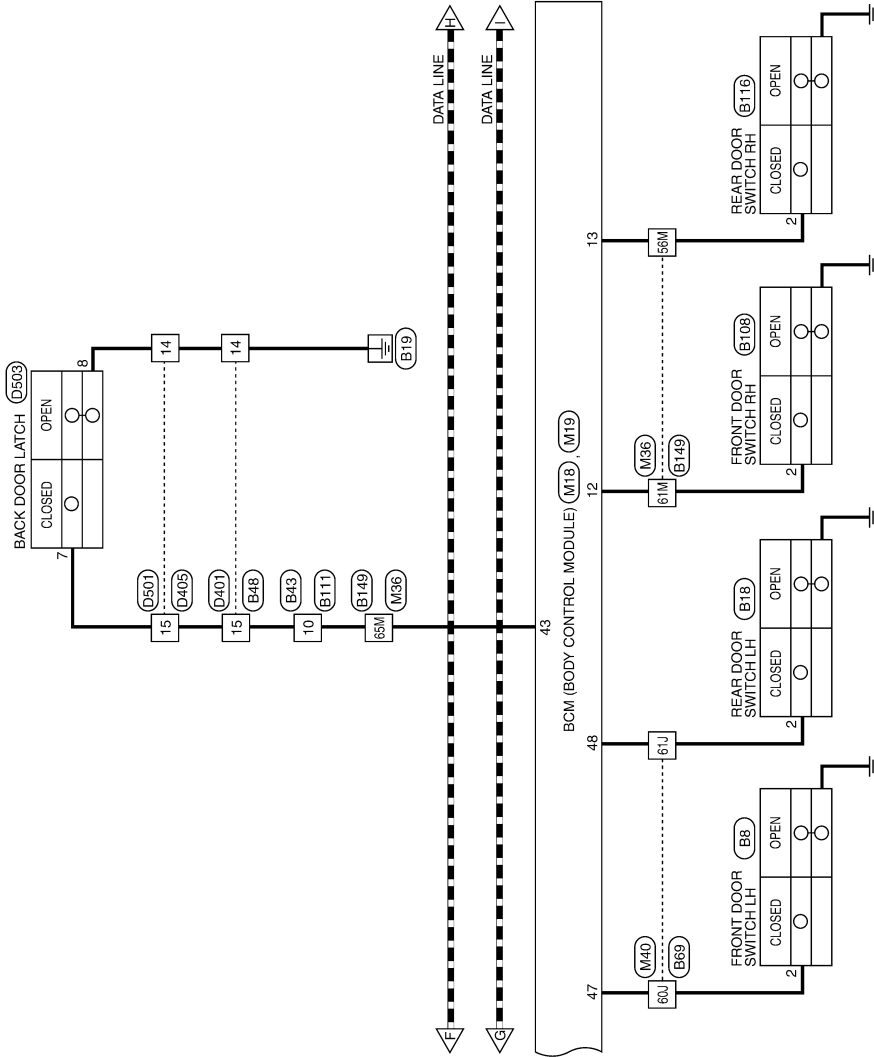 BACK DOOR LATCH D503
CLOSED OPEN
7
8
15 D501 D405
14
15 D401 B48
14
10 B43 B111
65M B149 M36
B19
F DATA LINE H
G DATA LINE I
43
BCM (BODY CONTROL MODULE) M18 , M19
47
48
12
13
60J M40 B69
61J
61M M36 B149
56M
2
FRONT DOOR
SWITCH LH
B8
CLOSED OPEN
2
REAR DOOR
SWITCH LH
B18
CLOSED OPEN
2
FRONT DOOR
SWITCH RH
B108
CLOSED OPEN
2
REAR DOOR
SWITCH RH
B116
CLOSED OPEN